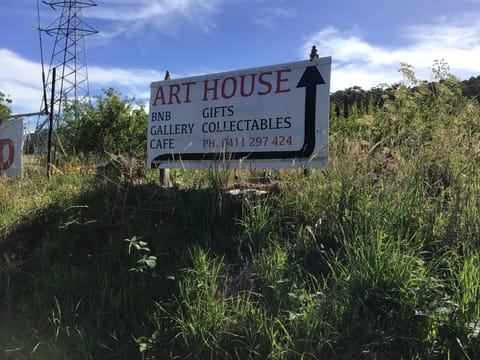 ART HOUSE
BNB GIFTS
GALLERY COLLECTABLES
CAFE PH. 0411 297 424
D